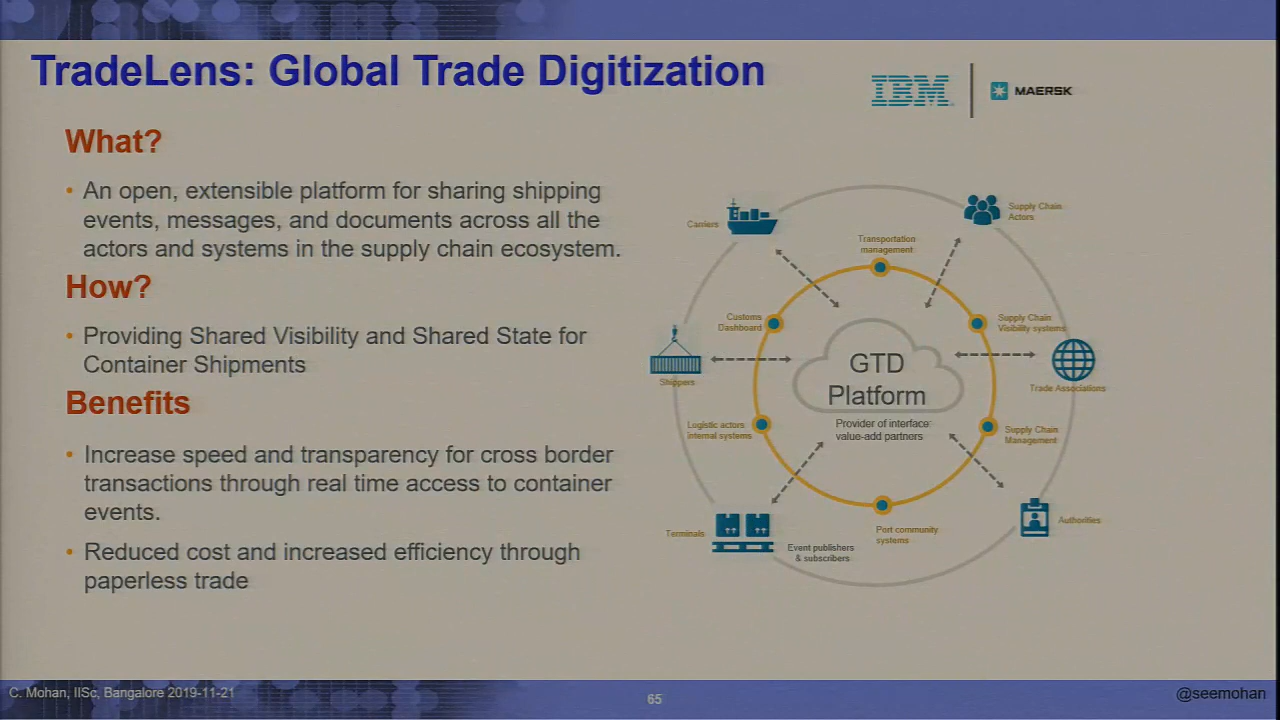 TradeLens: Global Trade Digitization
IBM
MAERSK
What?
• An open, extensible platform for sharing shipping
events, messages, and documents across all the
actors and systems in the supply chain ecosystem.
How?
• Providing Shared Visibility and Shared State for
Container Shipments
Benefits
• Increase speed and transparency for cross border
transactions through real time access to container
events.
• Reduced cost and increased efficiency through
paperless trade
Carriers
Supply Chain
Actors
Transportation
management
Customs
Dashboard
Supply Chain
Visibility systems
Shippers
GTD
Platform
Trade Associations
Provider of interface
value-add partners
Logistic actors
internal systems
Supply Chain
Management
Terminals
Event publishers
& subscribers
Port community
systems
Authorities
C. Mohan, IISc, Bangalore 2019-11-21
65
@seemohan